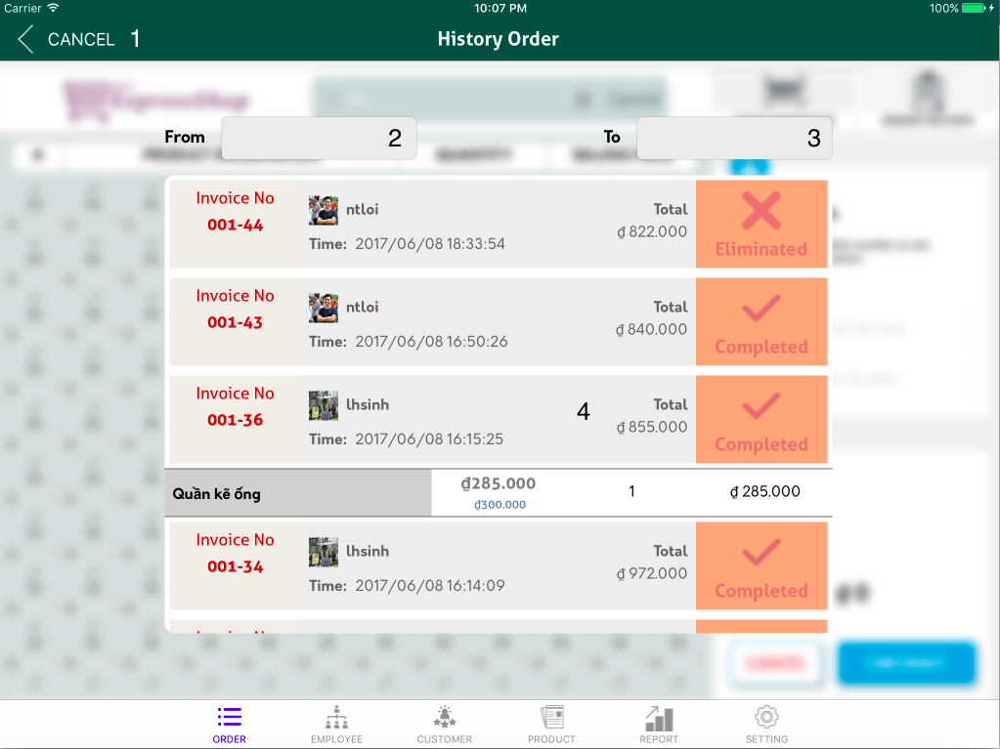 Carrier 10:07 PM 100%
CANCEL 1 History Order
From 2 To 3
Invoice No
001-44
ntloi
Time: 2017/06/08 18:33:54
Total
₫ 822.000
Eliminated
Invoice No
001-43
ntloi
Time: 2017/06/08 16:50:26
Total
₫ 840.000
Completed
Invoice No
001-36
lhsinh
Time: 2017/06/08 16:15:25
4
Total
₫ 855.000
Completed
Quần kẽ ống
₫285.000
₫300.000
1
₫ 285.000
Invoice No
001-34
lhsinh
Time: 2017/06/08 16:14:09
Total
₫ 972.000
Completed
₫ 0
CANCEL
ORDER EMPLOYEE CUSTOMER PRODUCT REPORT SETTING